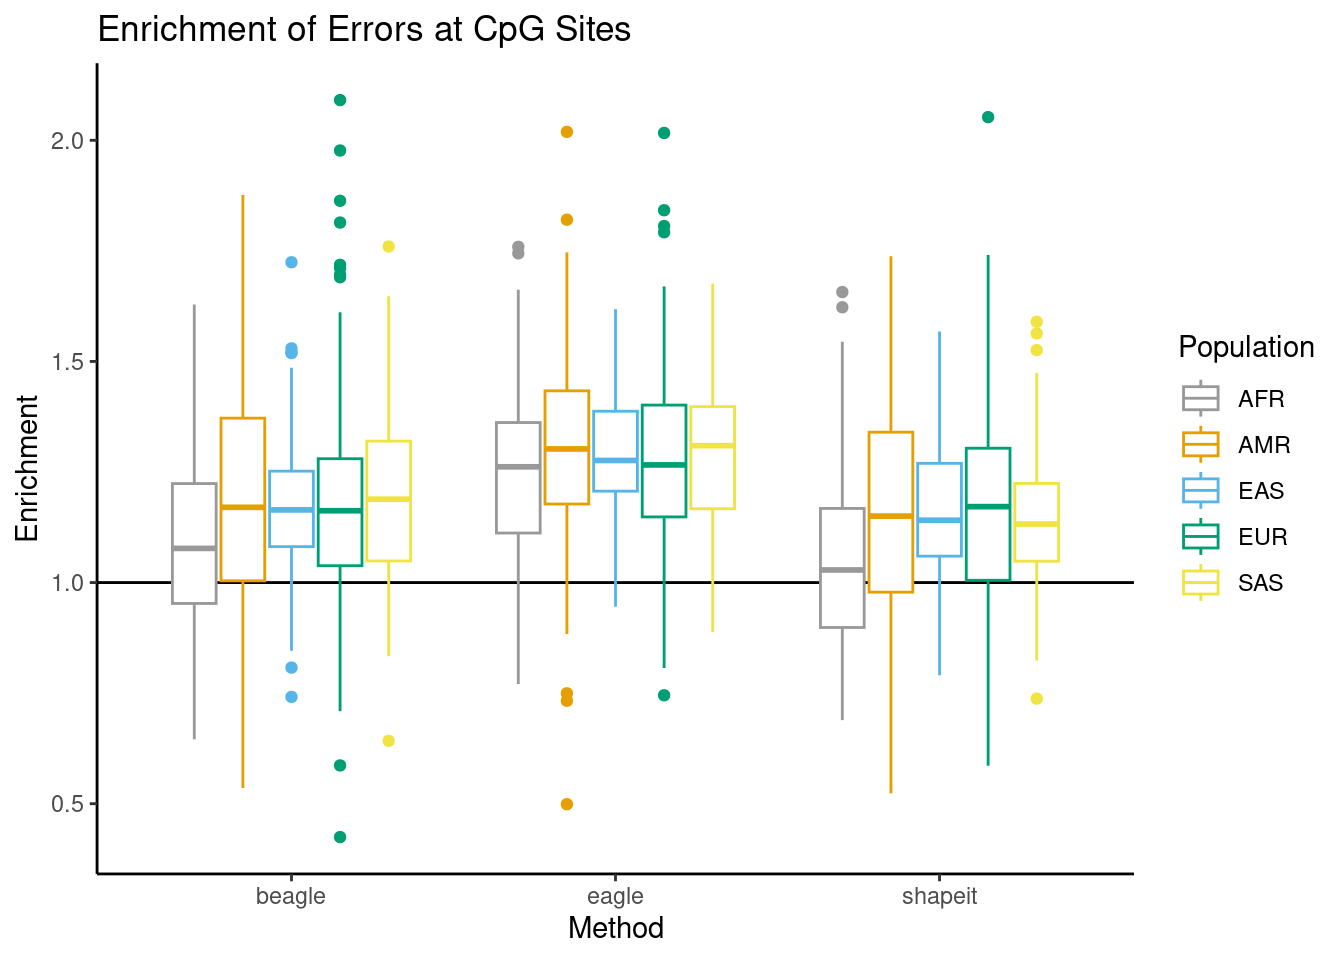 Enrichment of Errors at CpG Sites
Enrichment
2.0
1.5
1.0
0.5
beagle
eagle
shapeit
Method
Population
AFR
AMR
EAS
EUR
SAS